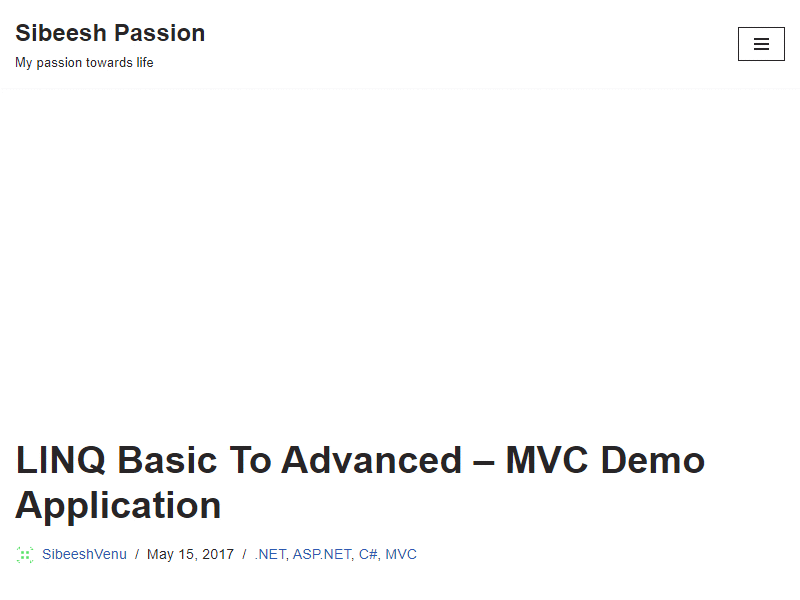 Sibeesh Passion
My passion towards life
LINQ Basic To Advanced – MVC Demo
Application
SibeeshVenu / May 15, 2017 / .NET, ASP.NET, C#, MVC